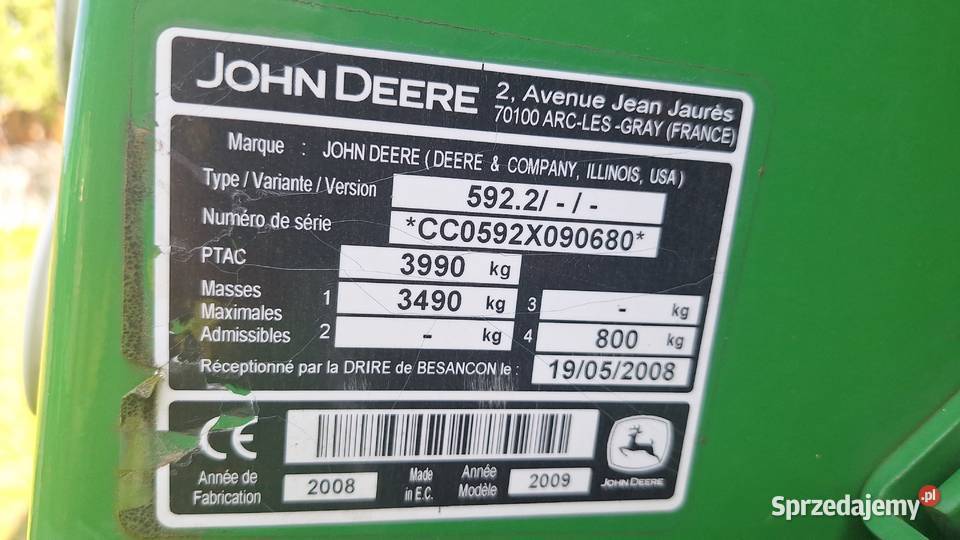 JOHN DEERE
2, Avenue Jean Jaurès
70100 ARC-LES -GRAY (FRANCE)
Marque : JOHN DEERE ( DEERE & COMPANY, ILLINOIS, USA )
Type / Variante / Version 592.2/ - / -
Numéro de série *CC0592X090680*
PTAC 3990 kg
Masses Maximales Admissibles
1 3490 kg 3 - kg
2 - kg 4 800 kg
Réceptionné par la DRIRE de BESANCON le : 19/05/2008
CE
Année de Fabrication 2008 Made in E.C. Année Modèle 2009
JOHN DEERE
Sprzedajemy.pl